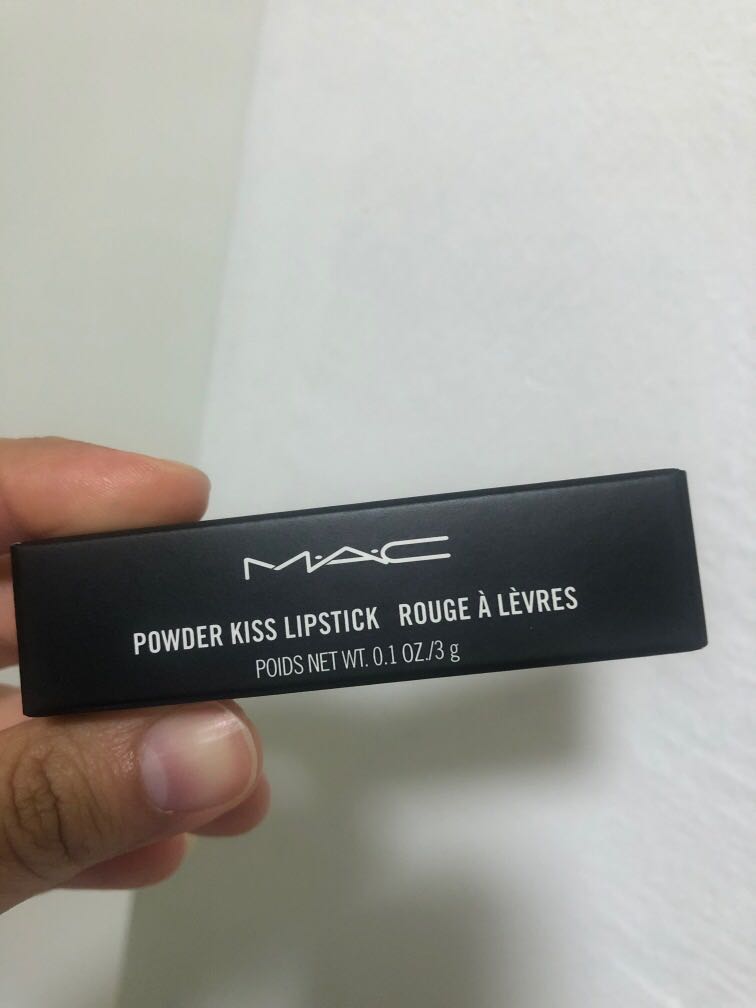 M·A·C
POWDER KISS LIPSTICK ROUGE À LÈVRES
POIDS NET WT. 0.1 OZ./3 g